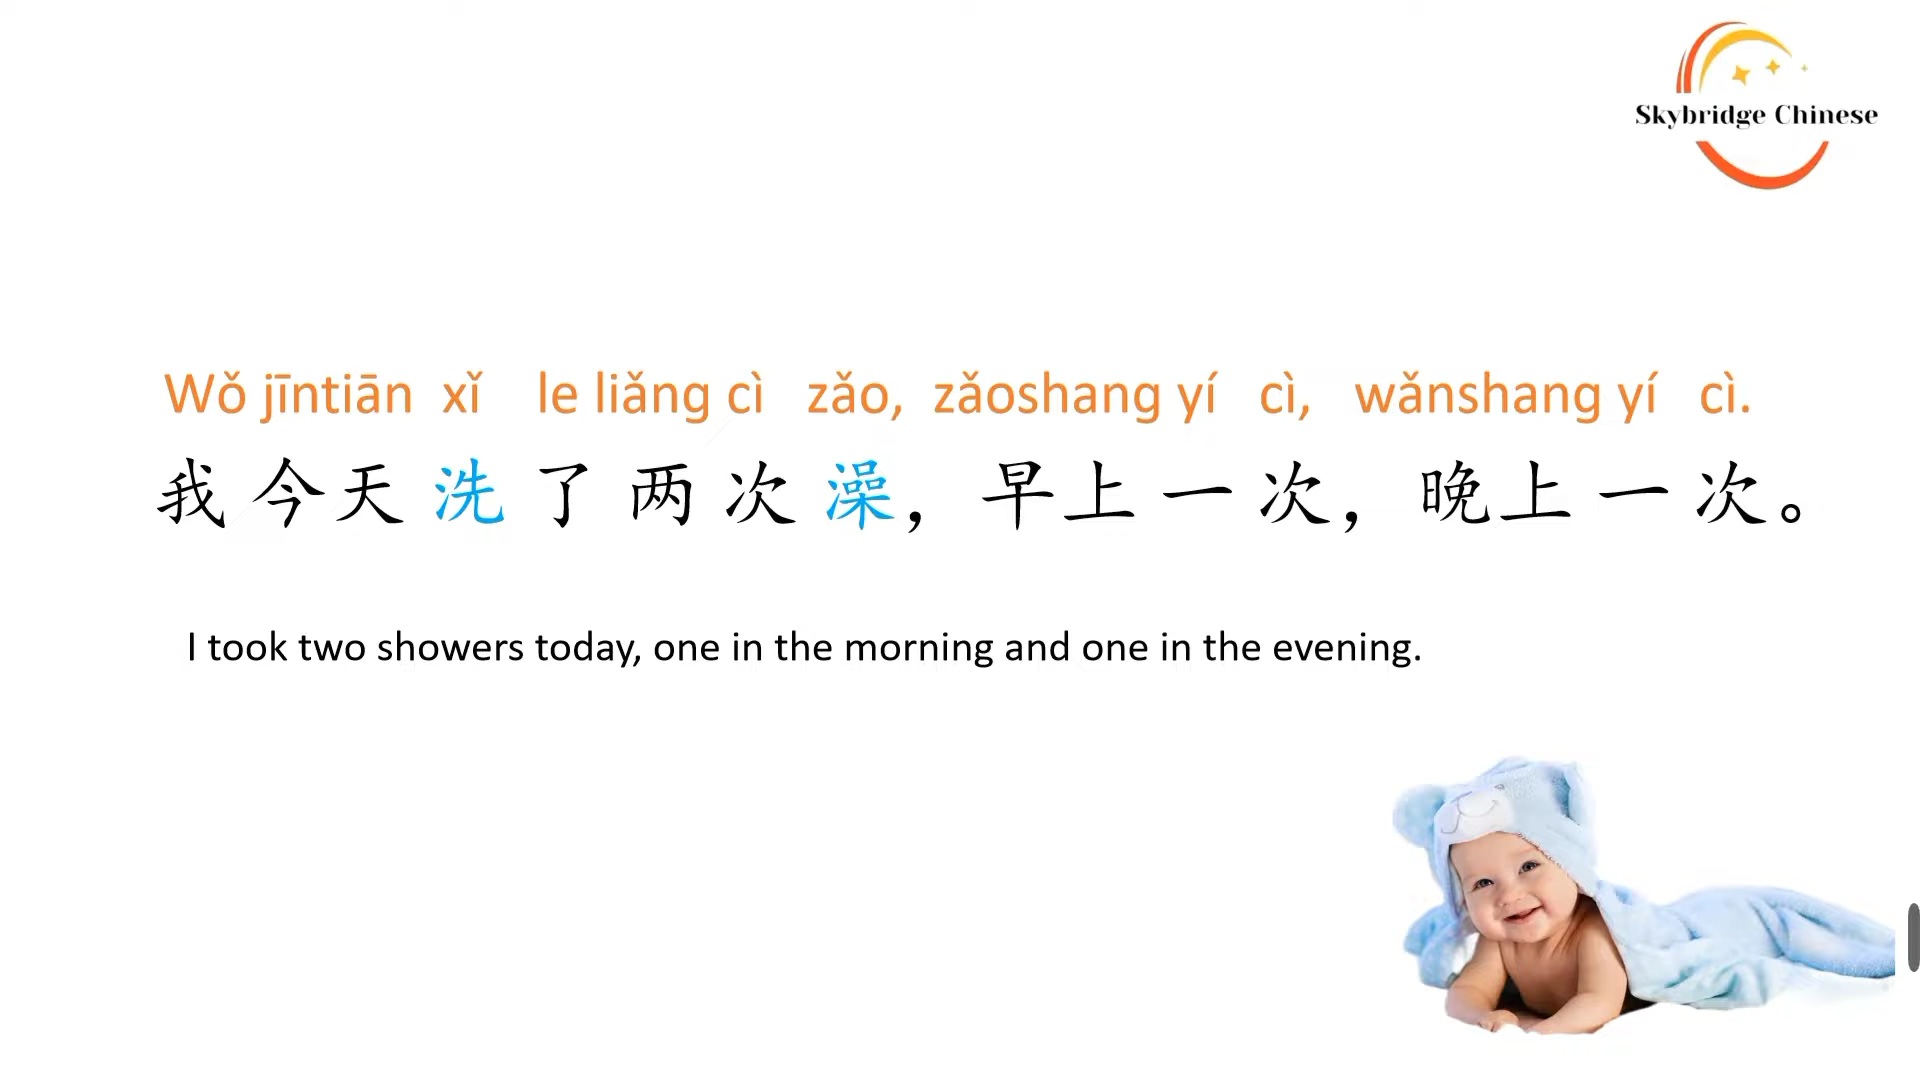 Skybridge Chinese
Wǒ jīntiān xǐ le liǎng cì zǎo, zǎoshang yí cì, wǎnshang yí cì.
我今天洗了两次澡，早上一次，晚上一次。
I took two showers today, one in the morning and one in the evening.